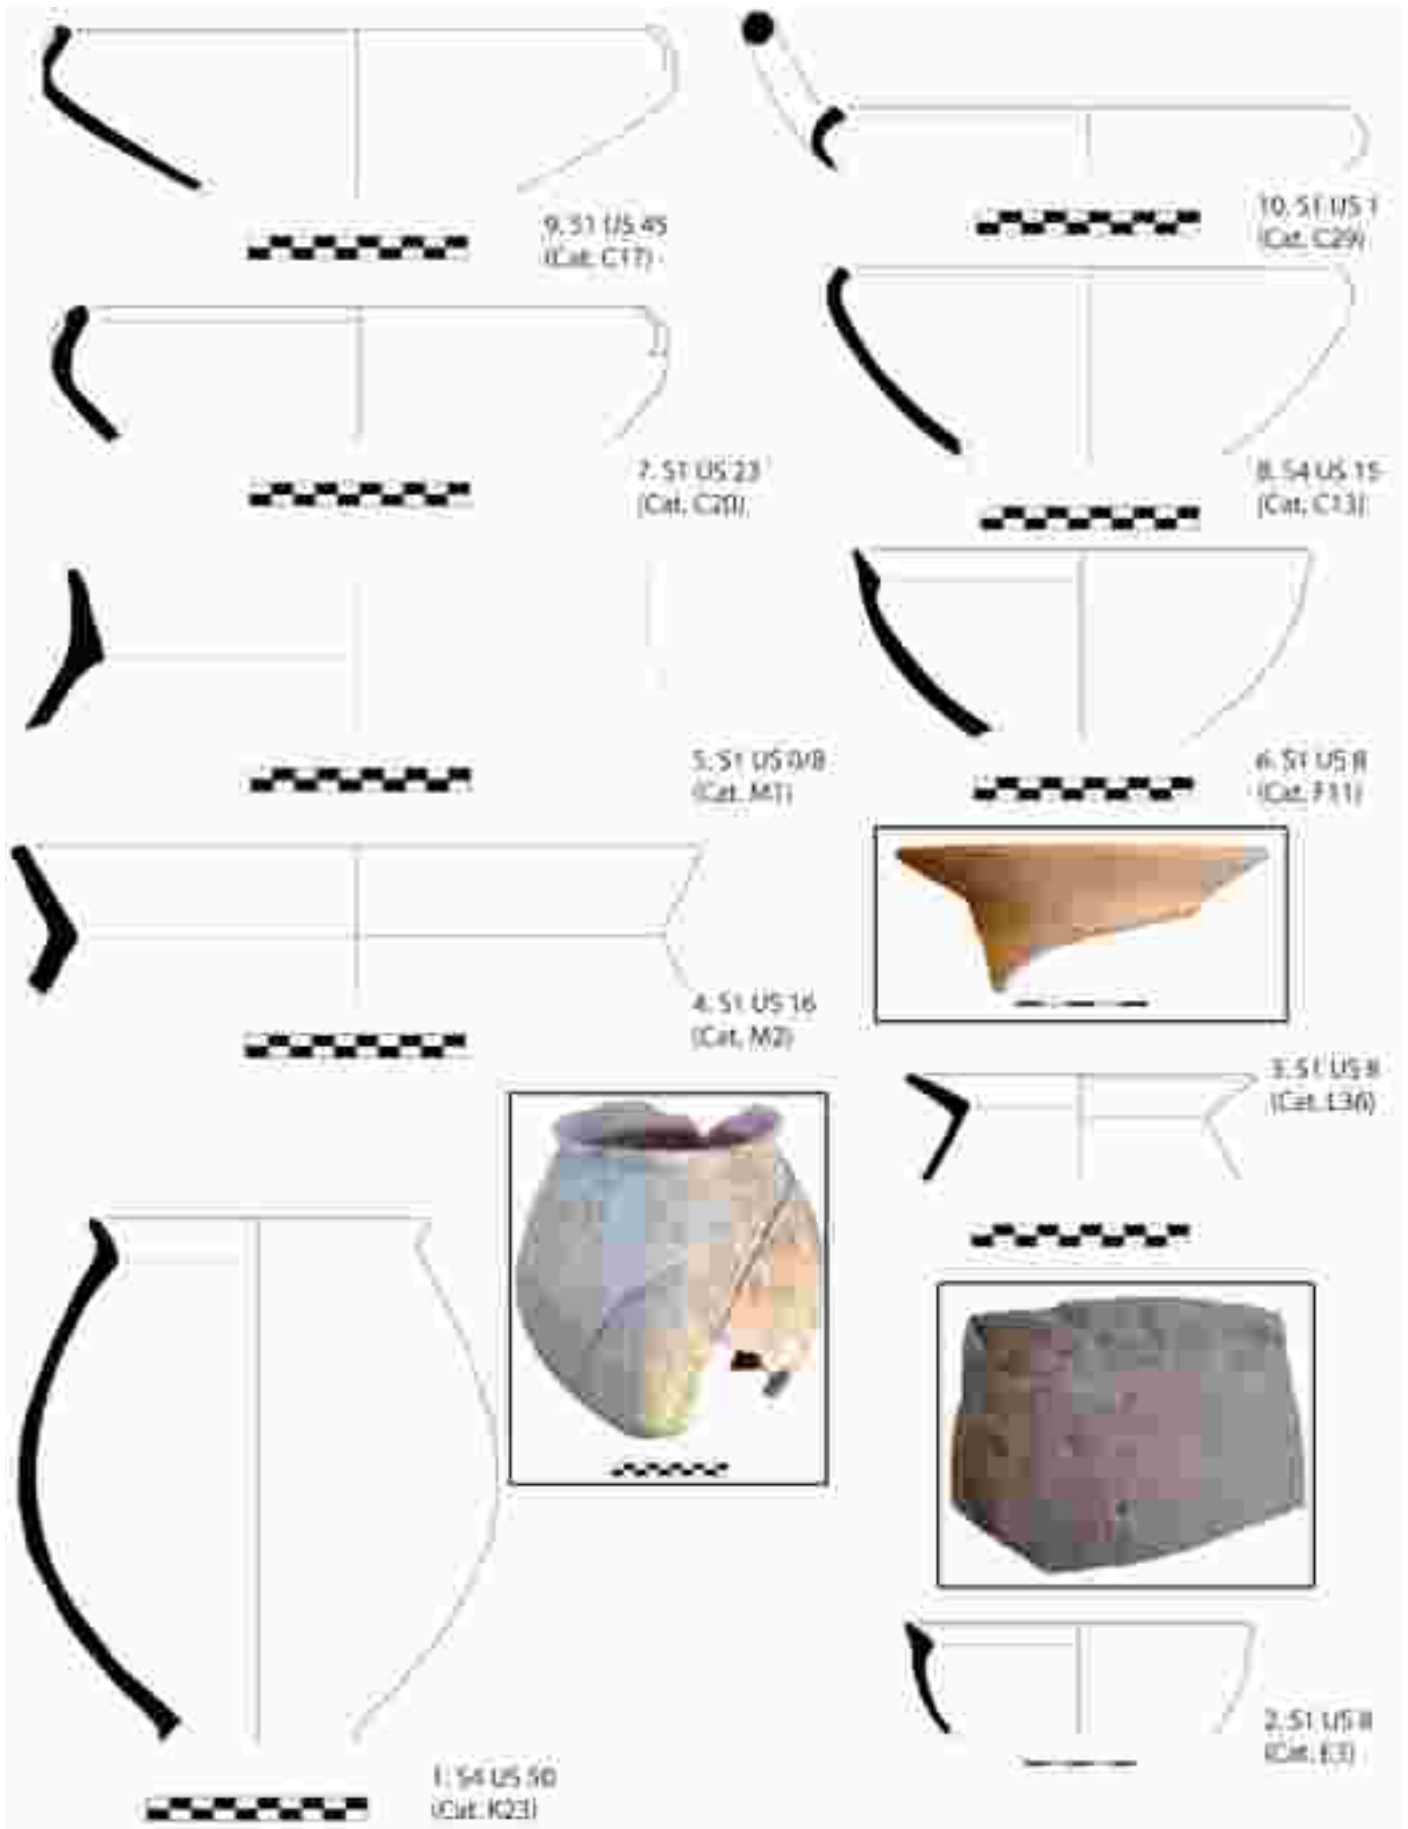 9. S1 US 45
(Cat. C17)
10. S1 US 1
(Cat. C29)
7. S1 US 23
(Cat. C20)
8. S4 US 15
(Cat. C13)
5. S1 US 0/8
(Cat. M1)
6. S1 US 8
(Cat. F11)
4. S1 US 16
(Cat. M2)
3. S1 US 8
(Cat. L36)
2. S1 US 8
(Cat. E3)
1. S4 US 50
(Cat. K23)